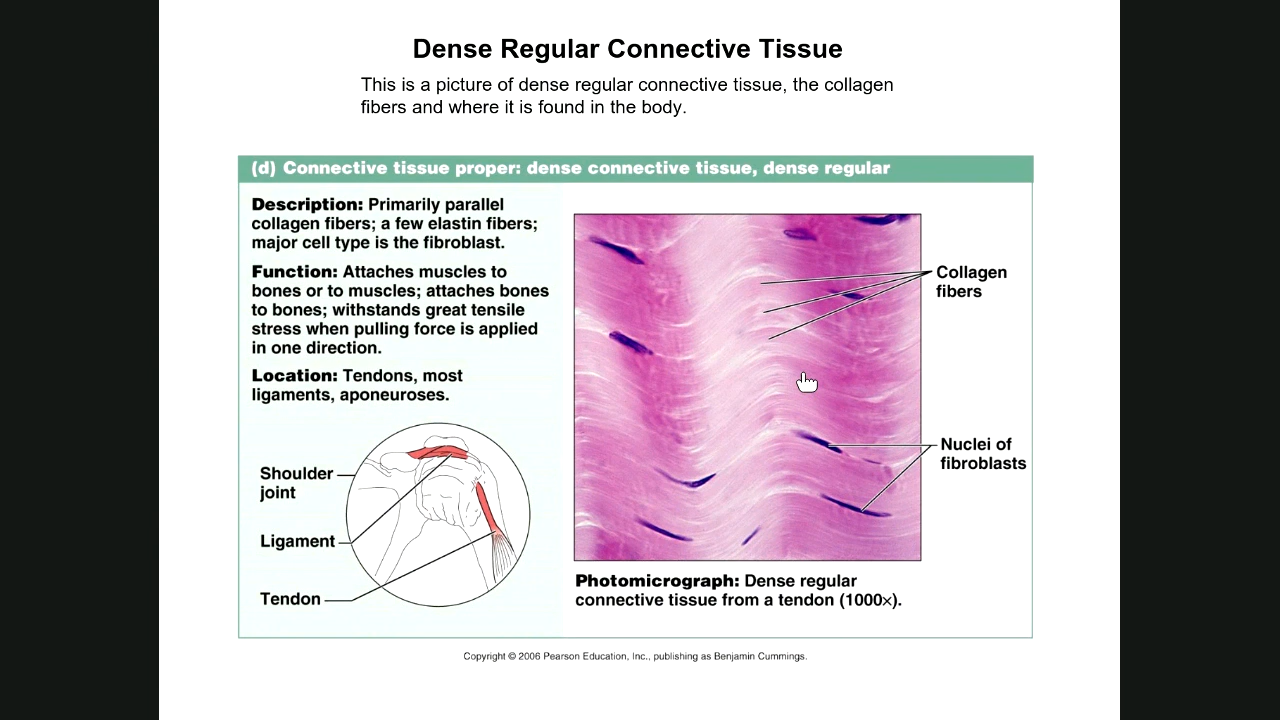 Dense Regular Connective Tissue
This is a picture of dense regular connective tissue, the collagen
fibers and where it is found in the body.
(d) Connective tissue proper: dense connective tissue, dense regular
Description: Primarily parallel
collagen fibers; a few elastin fibers;
major cell type is the fibroblast.
Function: Attaches muscles to
bones or to muscles; attaches bones
to bones; withstands great tensile
stress when pulling force is applied
in one direction.
Location: Tendons, most
ligaments, aponeuroses.
Shoulder
joint
Ligament
Tendon
Collagen
fibers
Nuclei of
fibroblasts
Photomicrograph: Dense regular
connective tissue from a tendon (1000×).
Copyright © 2006 Pearson Education, Inc., publishing as Benjamin Cummings.